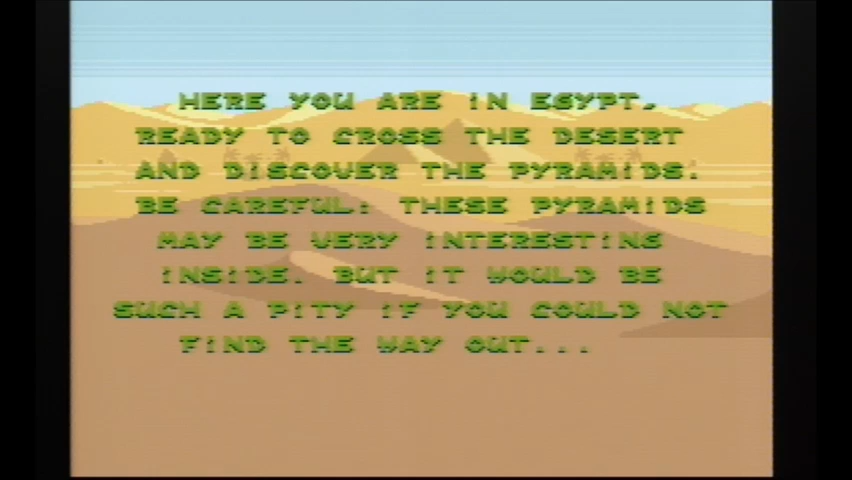 HERE YOU ARE IN EGYPT,
READY TO CROSS THE DESERT
AND DISCOVER THE PYRAMIDS.
BE CAREFUL: THESE PYRAMIDS
MAY BE VERY INTERESTING
INSIDE. BUT IT WOULD BE
SUCH A PITY IF YOU COULD NOT
FIND THE WAY OUT...